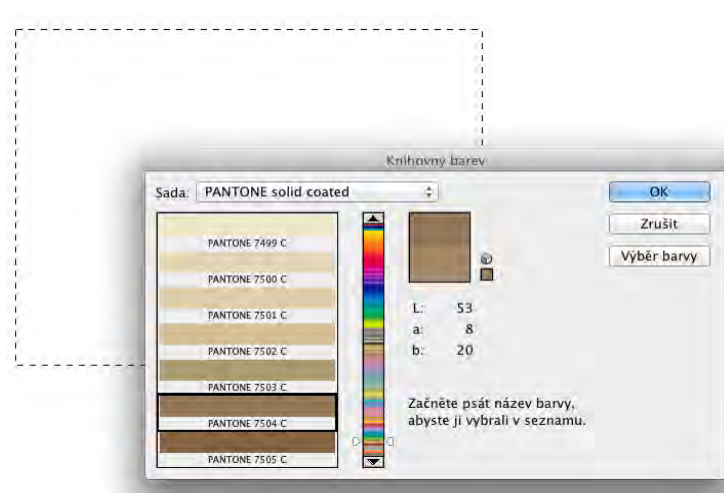 Knihovny barev
Sada: PANTONE solid coated
OK
Zrušit
Výběr barvy
PANTONE 7499 C
PANTONE 7500 C
PANTONE 7501 C
PANTONE 7502 C
PANTONE 7503 C
PANTONE 7504 C
PANTONE 7505 C
L: 53
a: 8
b: 20
Začněte psát název barvy,
abyste ji vybrali v seznamu.